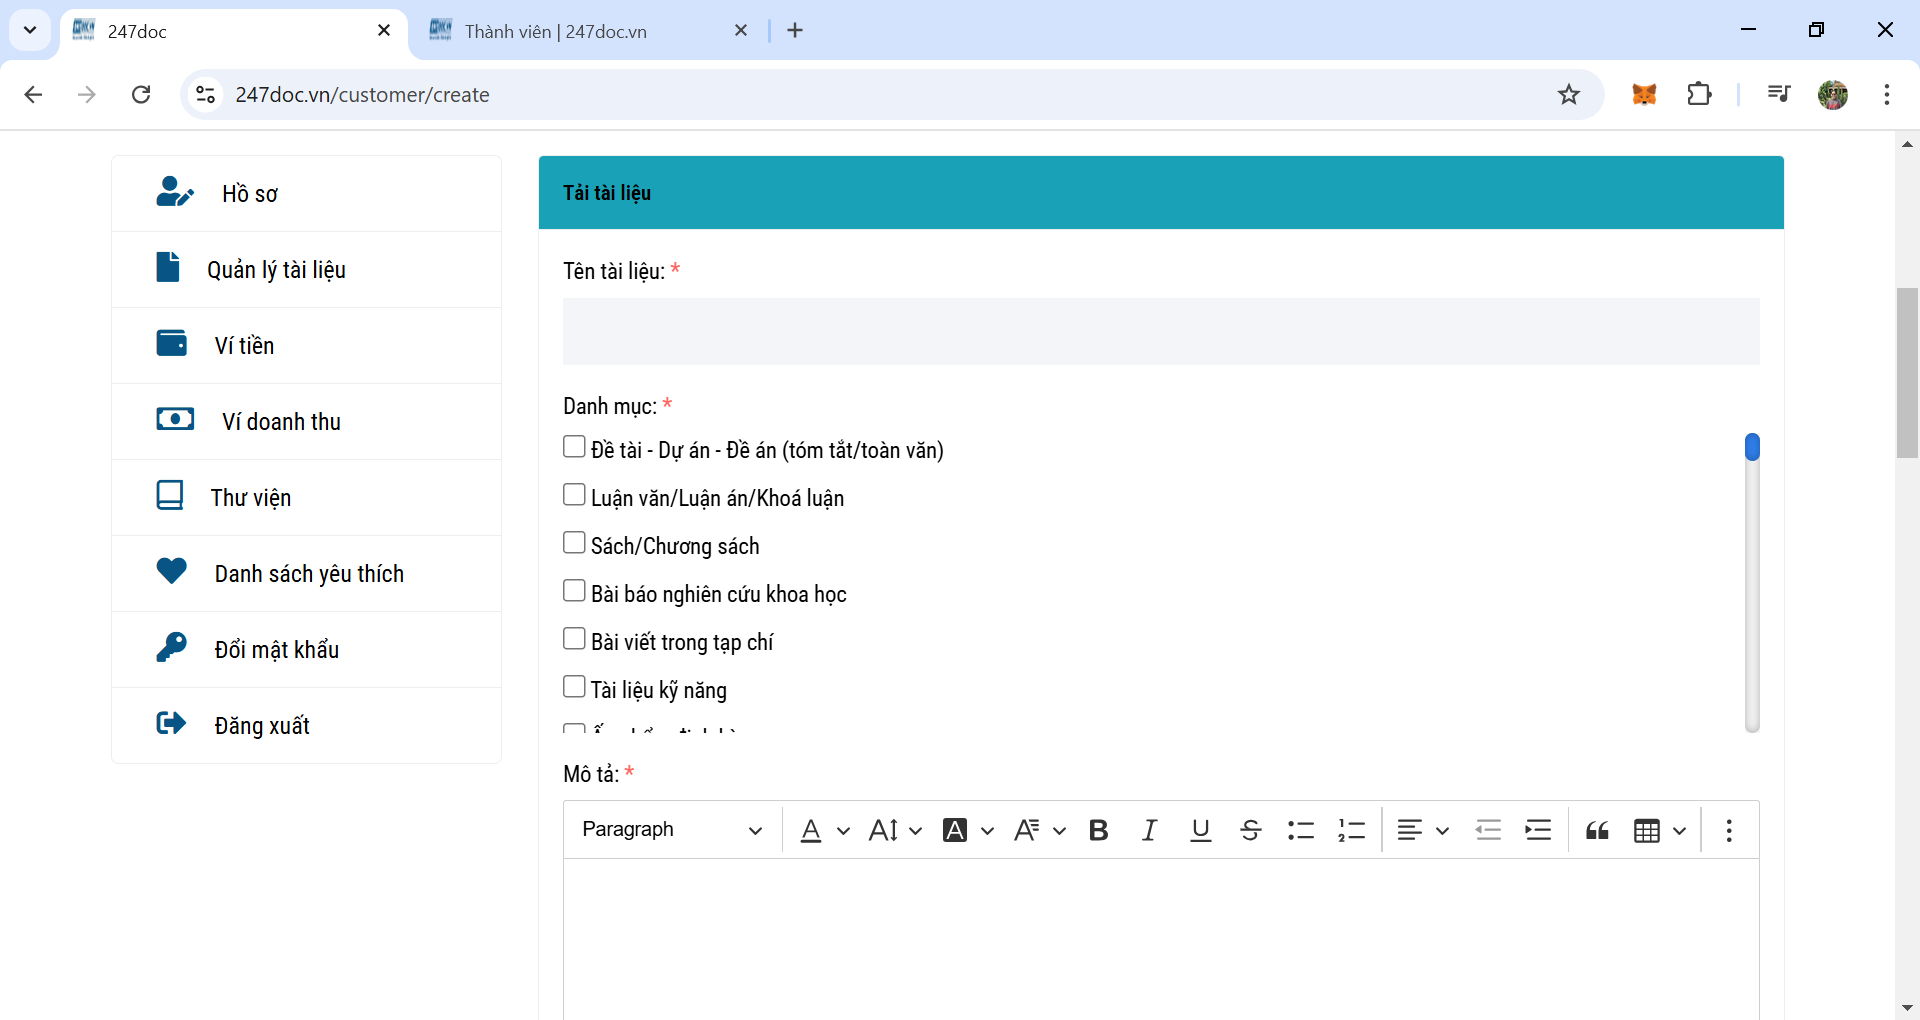 247doc
Thành viên | 247doc.vn
247doc.vn/customer/create
Hồ sơ
Quản lý tài liệu
Ví tiền
Ví doanh thu
Thư viện
Danh sách yêu thích
Đổi mật khẩu
Đăng xuất
Tải tài liệu
Tên tài liệu: *
Danh mục: *
Đề tài - Dự án - Đề án (tóm tắt/toàn văn)
Luận văn/Luận án/Khoá luận
Sách/Chương sách
Bài báo nghiên cứu khoa học
Bài viết trong tạp chí
Tài liệu kỹ năng
Mô tả: *
Paragraph